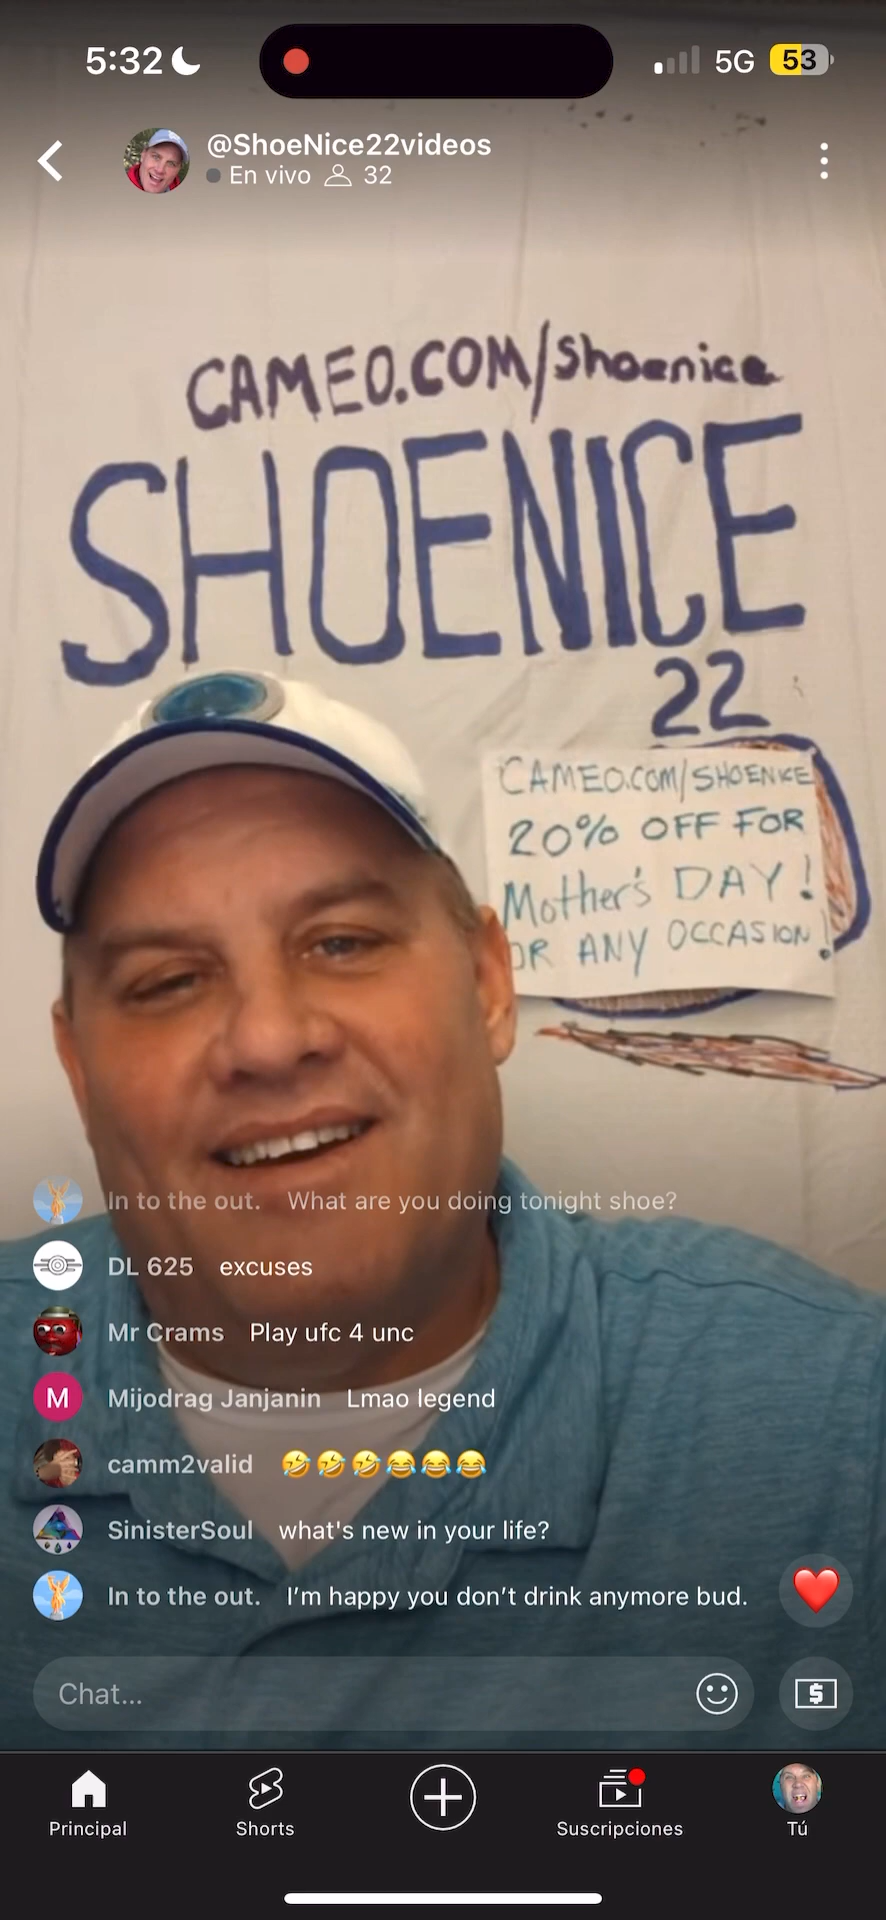 5:32
5G
53
@ShoeNice22videos
En vivo 32
CAMEO.COM/shoenice
SHOENICE
22
CAMEO.COM/SHOENICE
20% OFF FOR
Mother's DAY!
OR ANY OCCASION!
In to the out. What are you doing tonight shoe?
DL 625 excuses
Mr Crams Play ufc 4 unc
M Mijodrag Janjanin Lmao legend
camm2valid 🤣🤣🤣😂😂😂
SinisterSoul what's new in your life?
In to the out. I’m happy you don’t drink anymore bud.
Chat...
$
Principal Shorts Suscripciones Tú